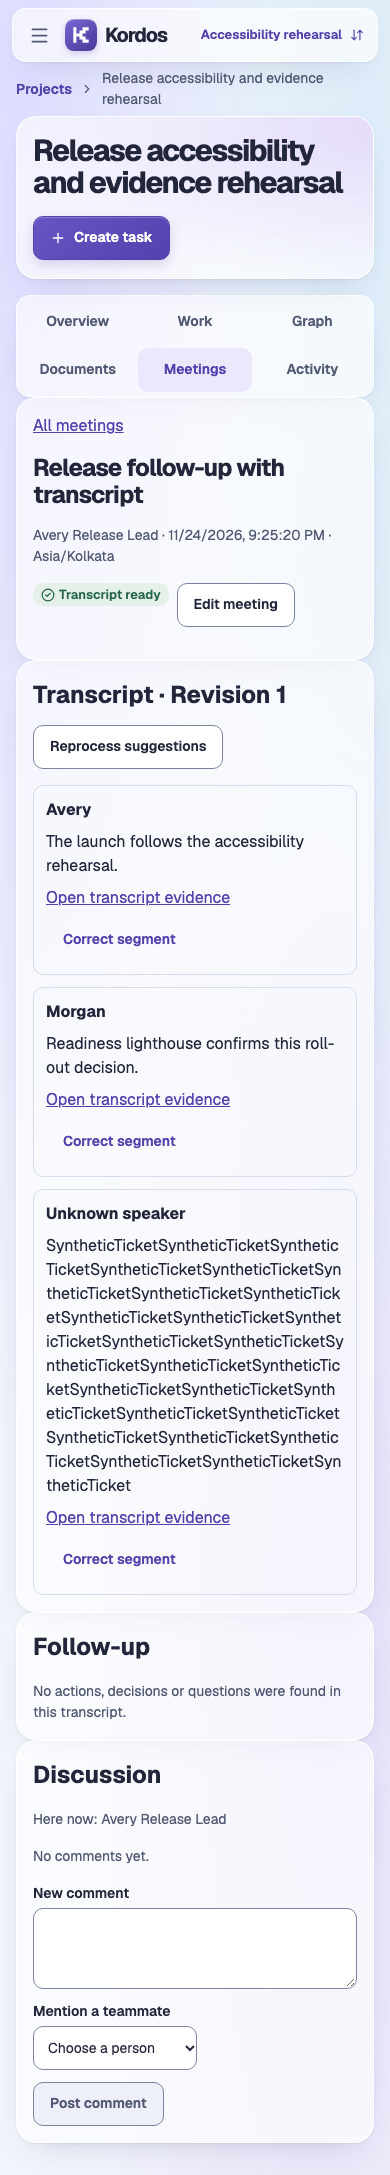 Kordos
Accessibility rehearsal
Projects
Release accessibility and evidence
rehearsal
Release accessibility
and evidence rehearsal
+ Create task
Overview
Work
Graph
Documents
Meetings
Activity
All meetings
Release follow-up with
transcript
Avery Release Lead · 11/24/2026, 9:25:20 PM ·
Asia/Kolkata
Transcript ready
Edit meeting
Transcript · Revision 1
Reprocess suggestions
Avery
The launch follows the accessibility
rehearsal.
Open transcript evidence
Correct segment
Morgan
Readiness lighthouse confirms this roll-
out decision.
Open transcript evidence
Correct segment
Unknown speaker
SyntheticTicketSyntheticTicketSynthetic
TicketSyntheticTicketSyntheticTicketSyn
theticTicketSyntheticTicketSyntheticTick
etSyntheticTicketSyntheticTicketSynthet
icTicketSyntheticTicketSyntheticTicketSy
ntheticTicketSyntheticTicketSyntheticTic
ketSyntheticTicketSyntheticTicketSynth
eticTicketSyntheticTicketSyntheticTicket
SyntheticTicketSyntheticTicketSynthetic
TicketSyntheticTicketSyntheticTicketSyn
theticTicket
Open transcript evidence
Correct segment
Follow-up
No actions, decisions or questions were found in
this transcript.
Discussion
Here now: Avery Release Lead
No comments yet.
New comment
Mention a teammate
Choose a person
Post comment